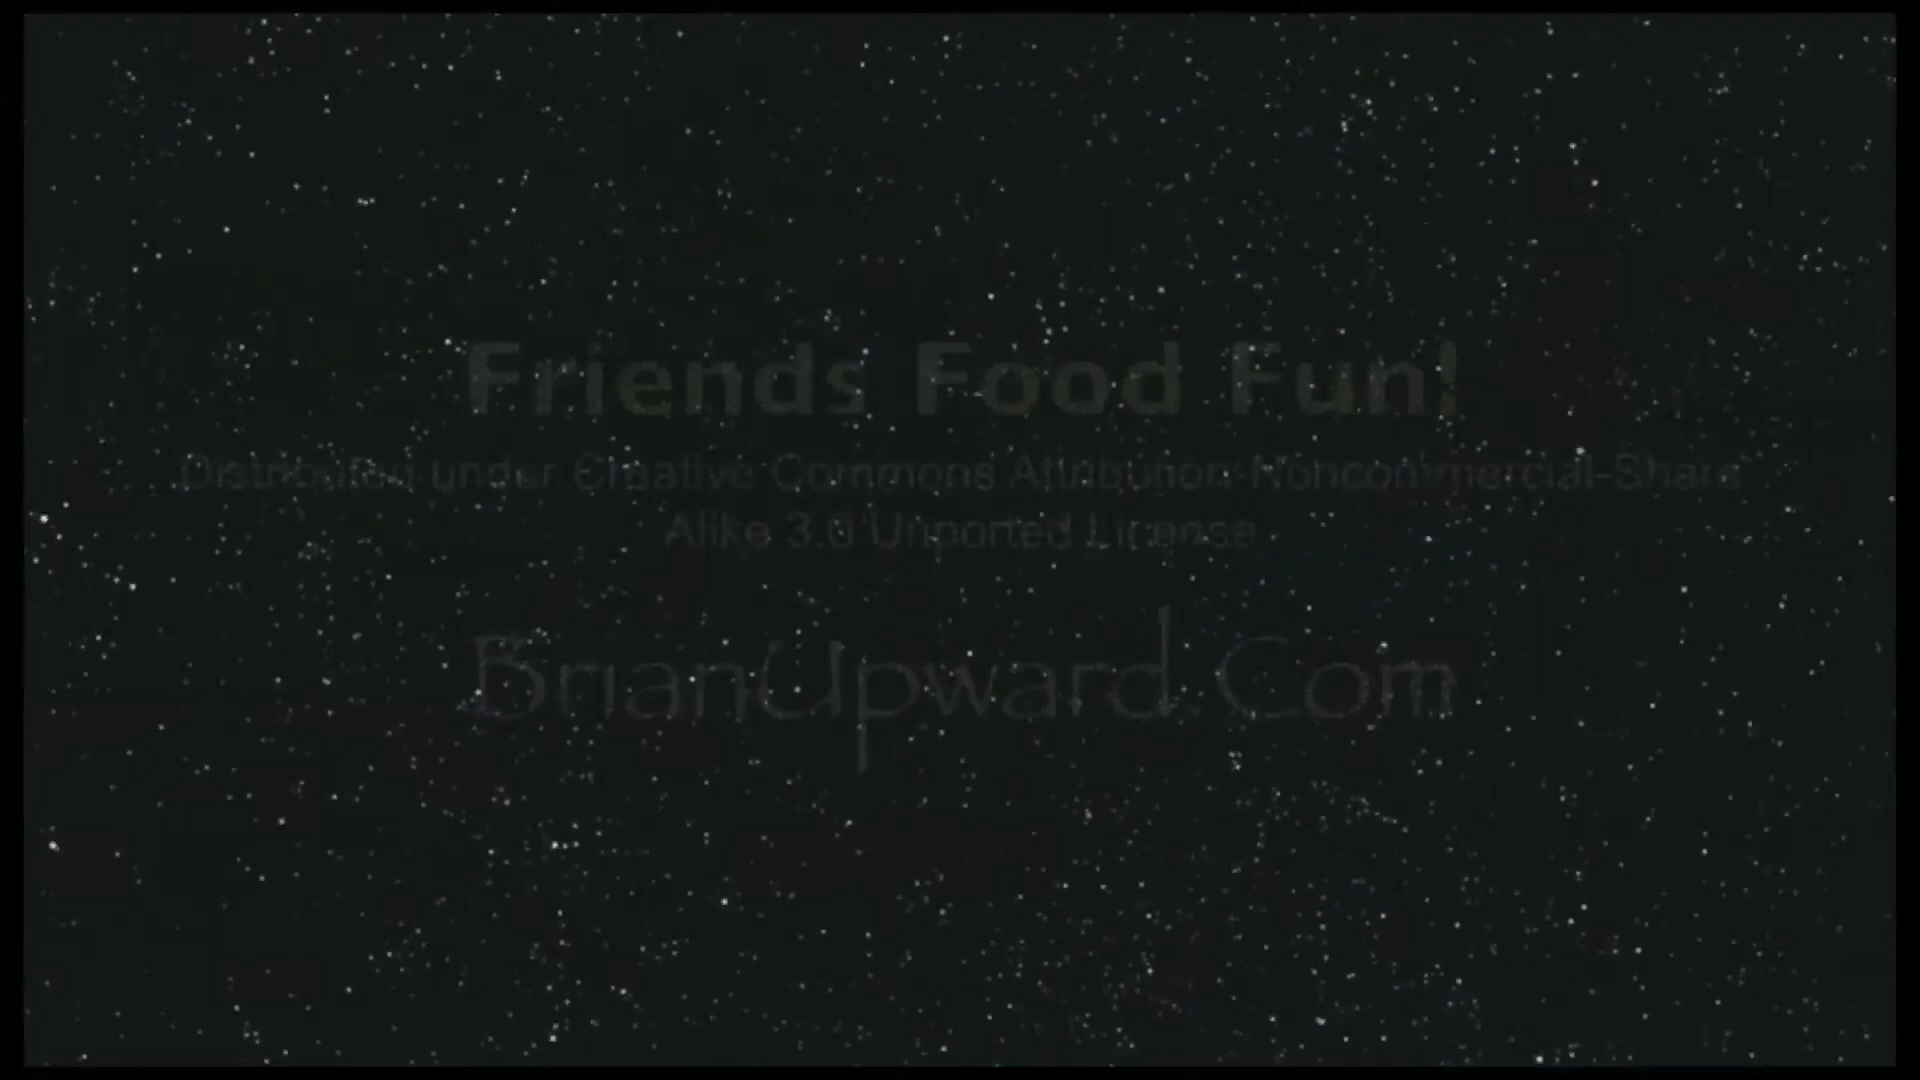 Friends Food Fun!
Distributed under Creative Commons Attribution-Noncommercial-Share
Alike 3.0 Unported License
BrianUpward.Com